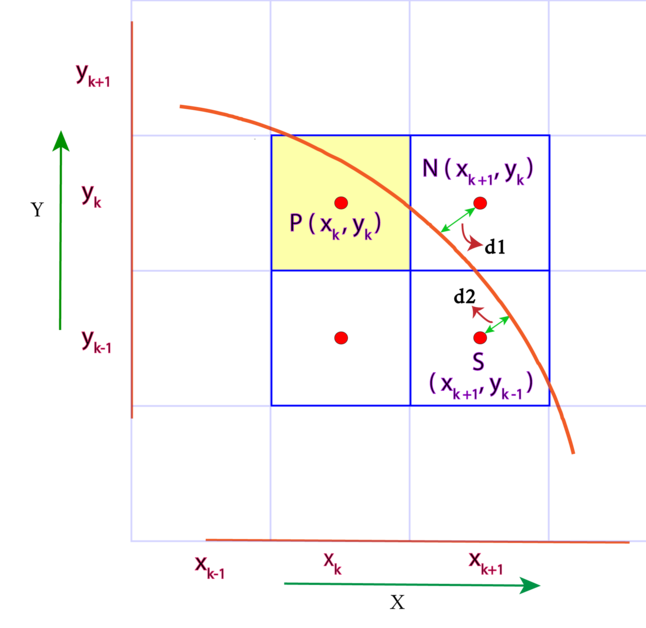 y_{k+1}
N(x_{k+1}, y_k)
Y
y_k
P(x_k, y_k)
d1
d2
y_{k-1}
S
(x_{k+1}, y_{k-1})
x_{k-1}
x_k
x_{k+1}
X